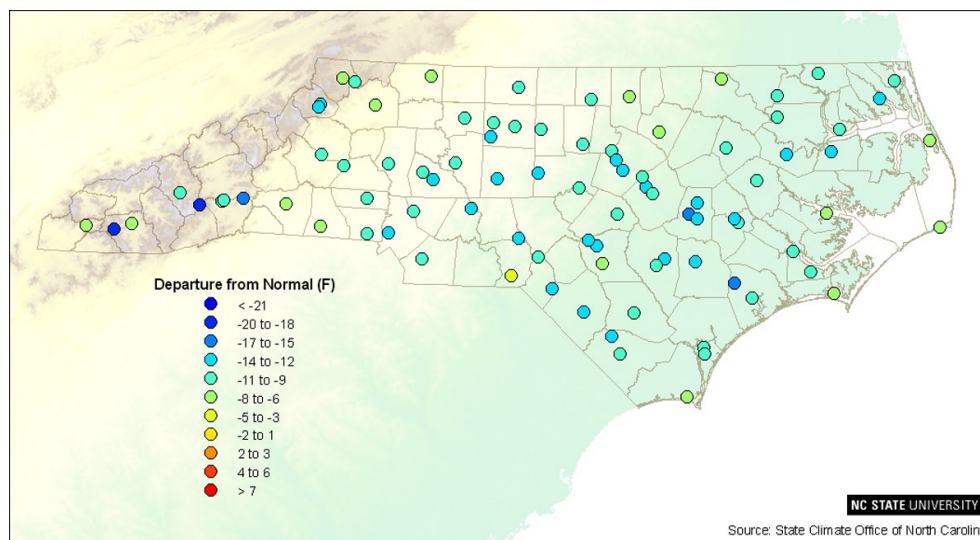 Departure from Normal (F)
< -21
-20 to -18
-17 to -15
-14 to -12
-11 to -9
-8 to -6
-5 to -3
-2 to 1
2 to 3
4 to 6
> 7
NC STATE UNIVERSITY
Source: State Climate Office of North Carolin